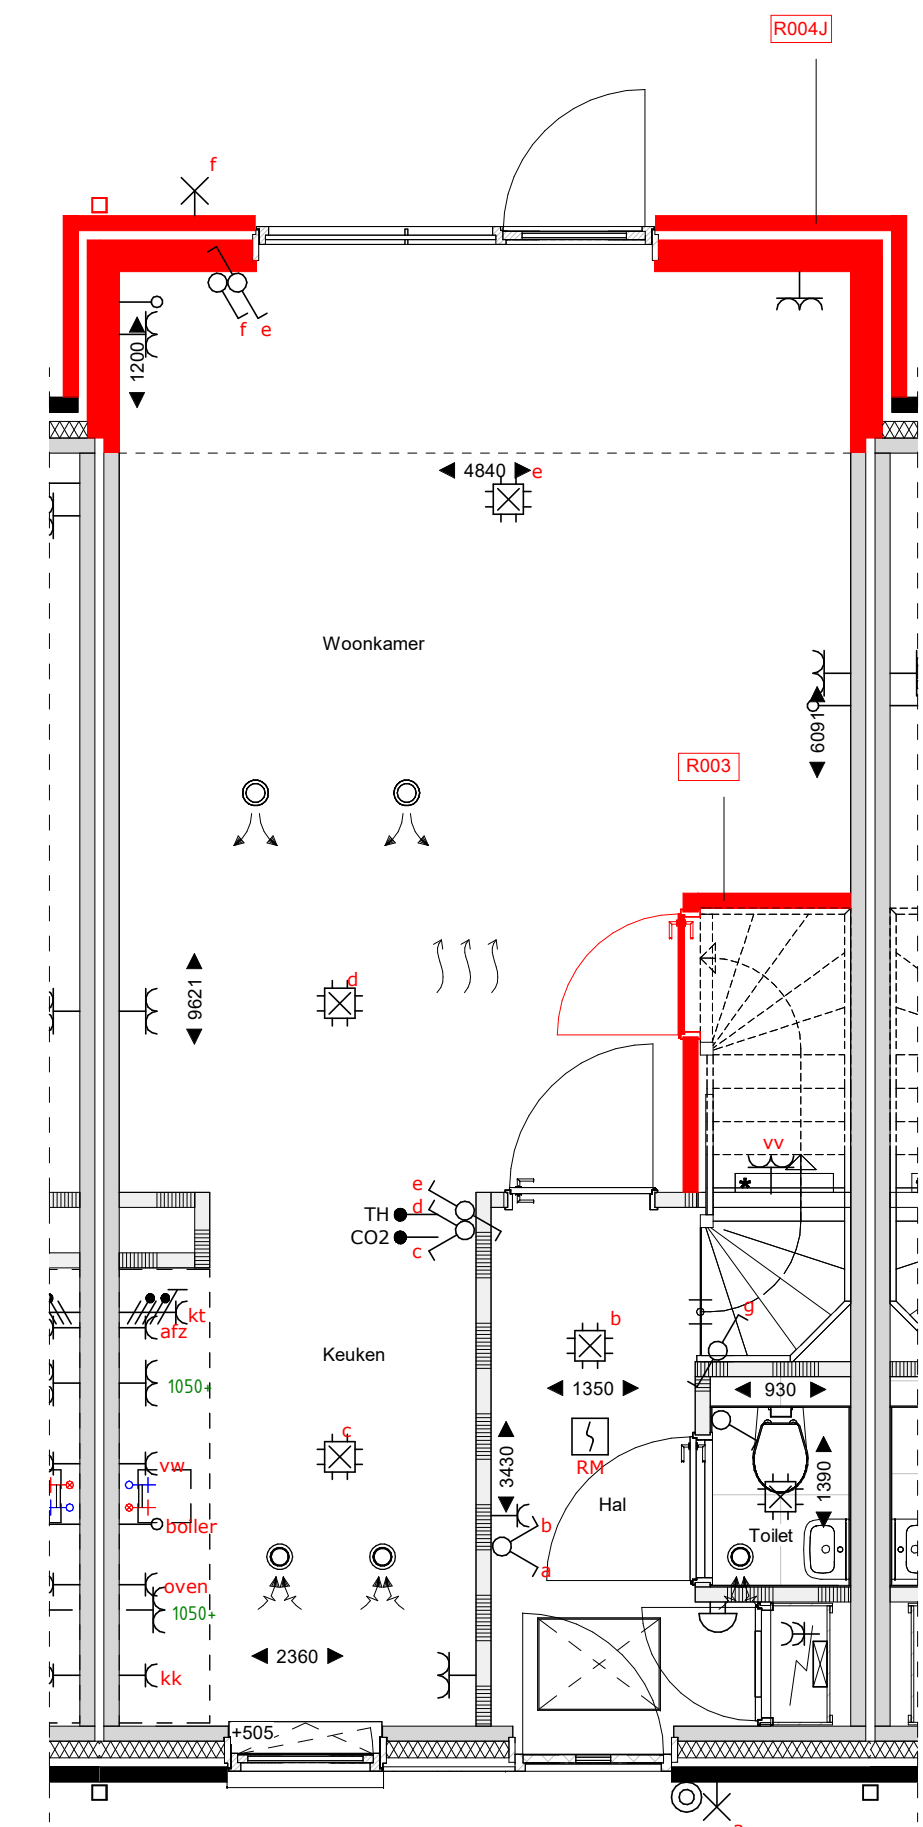 R004J
f
f e
1200
4840 e
Woonkamer
6091
R003
d
9621
vv
*
e
TH d
CO2 c
kt
afz
g
b
Keuken
1050+
1350
930
c
3430
RM
1390
vw
Hal
b
Toilet
boiler
a
oven
1050+
2360
kk
+505